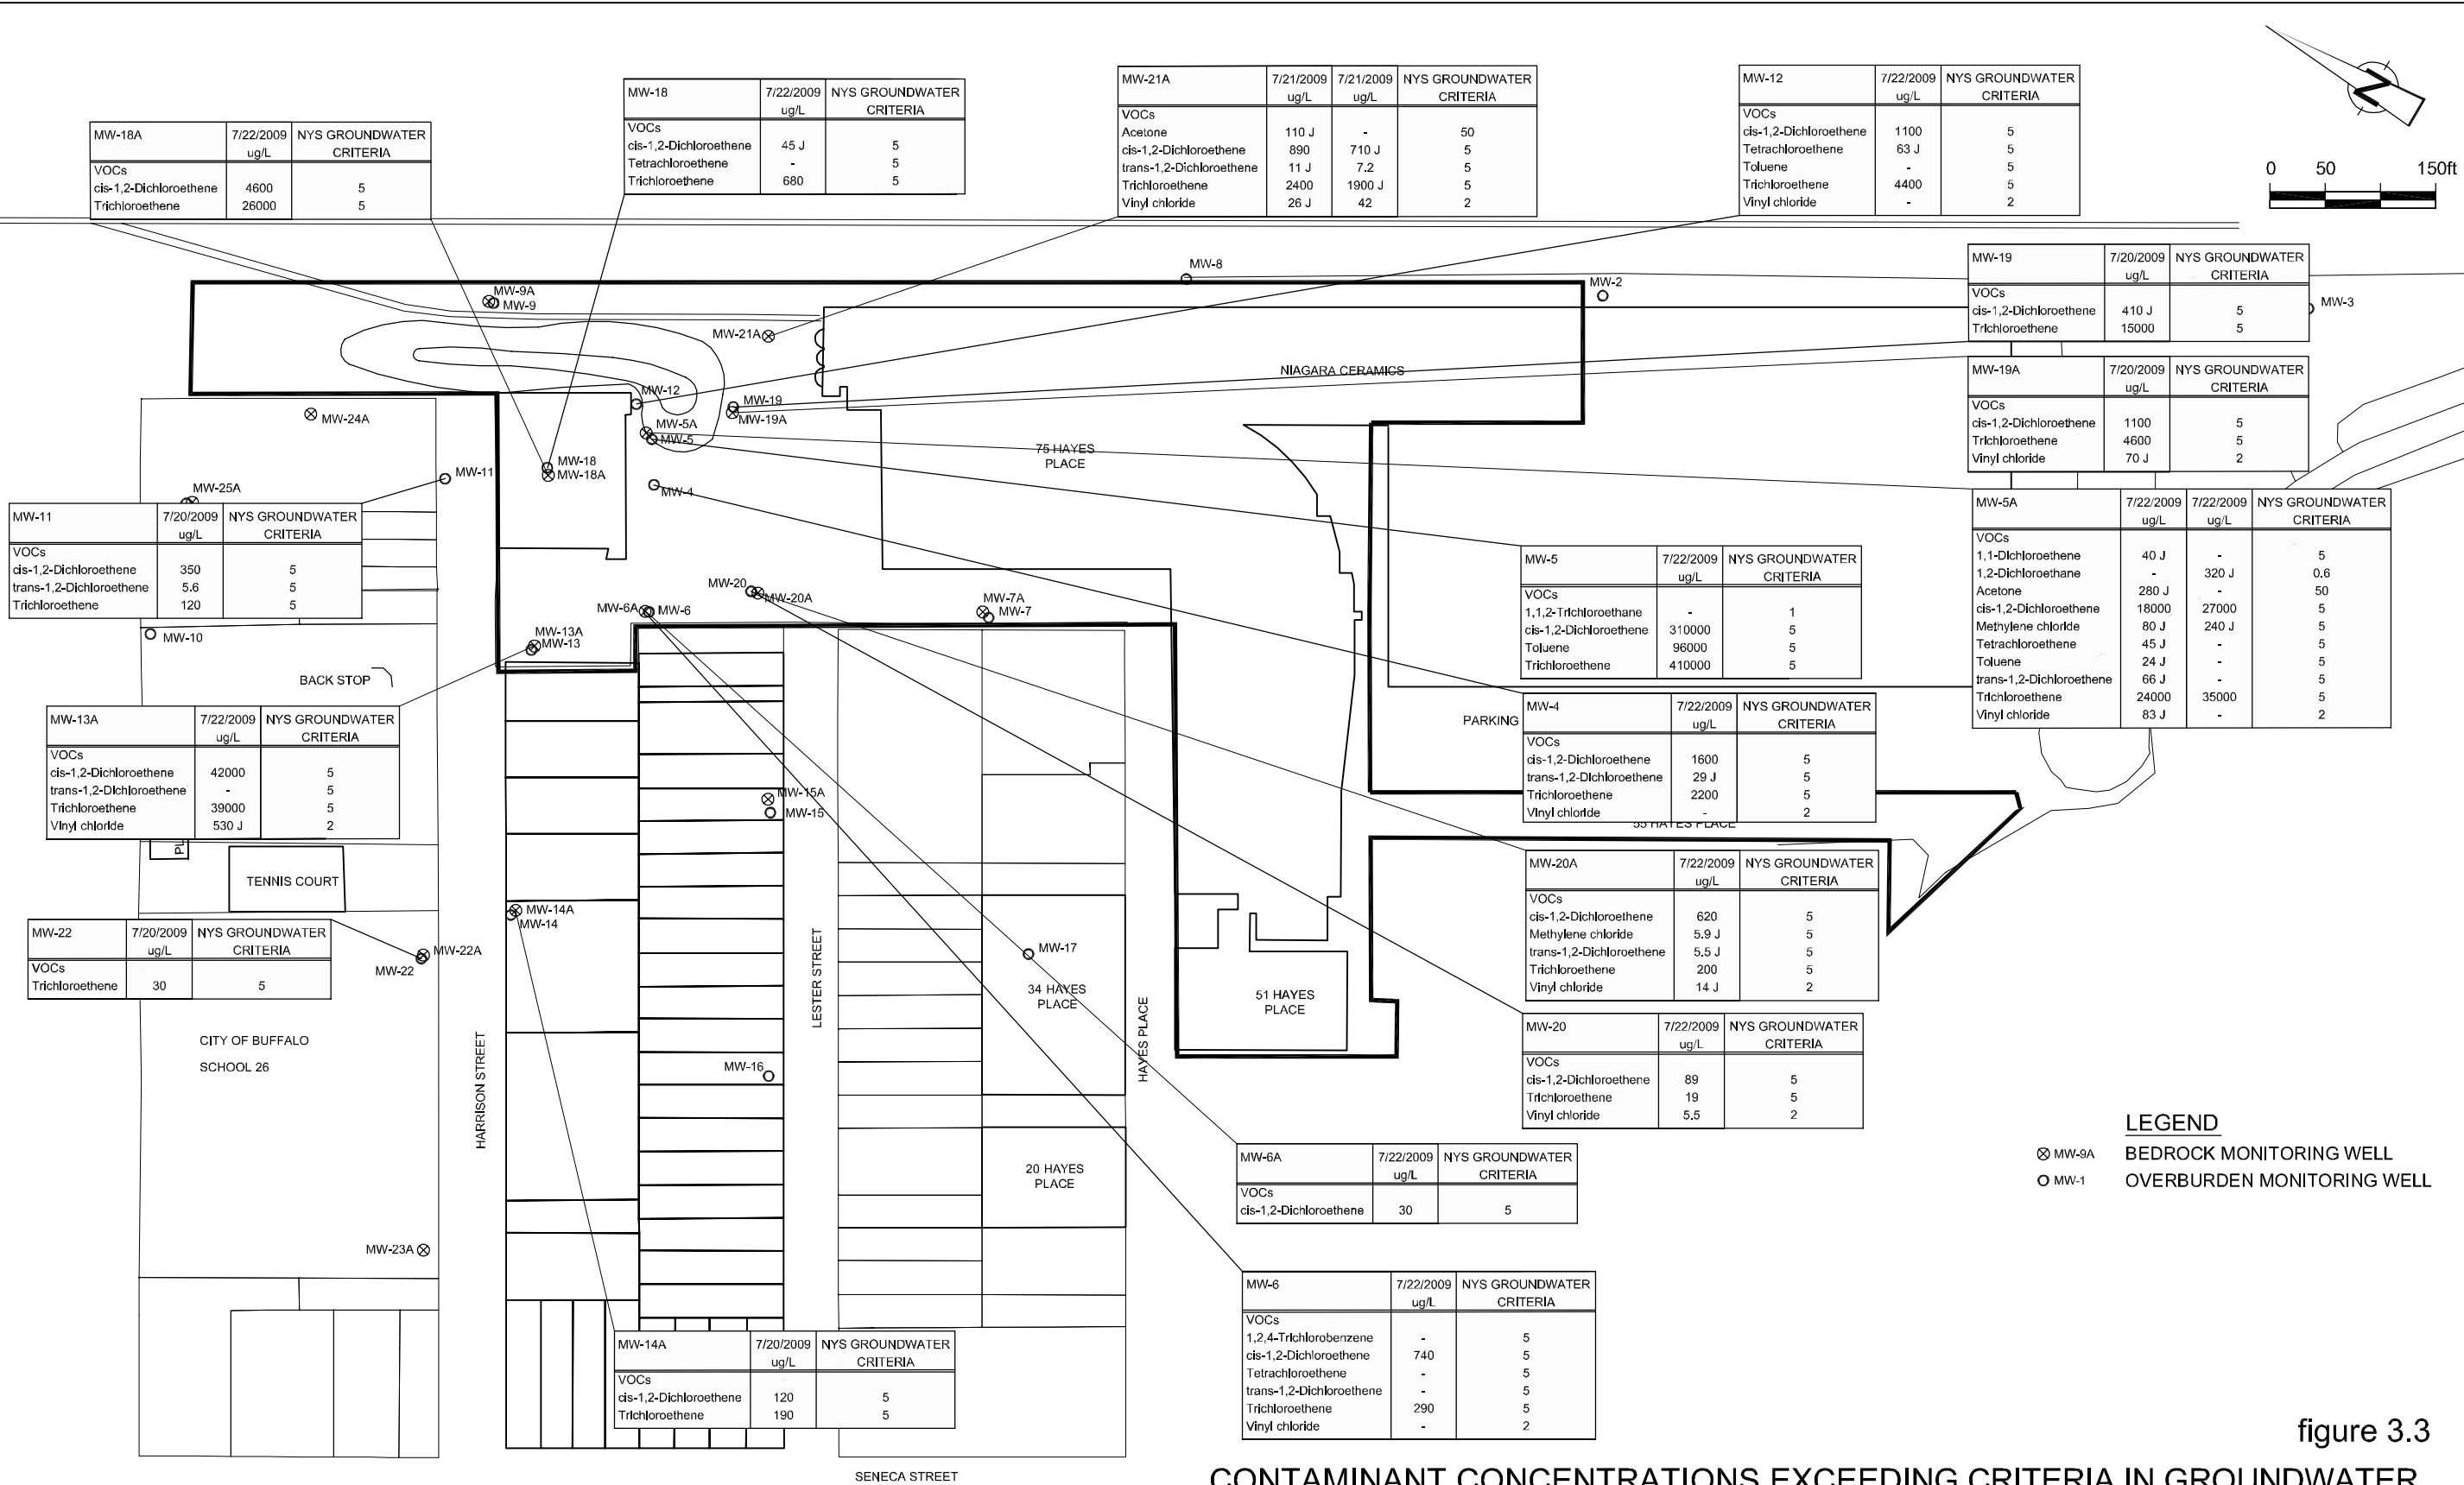 MW-18A 7/22/2009 NYS GROUNDWATER
ug/L CRITERIA
VOCs
cis-1,2-Dichloroethene 4600 5
Trichloroethene 26000 5
MW-18 7/22/2009 NYS GROUNDWATER
ug/L CRITERIA
VOCs
cis-1,2-Dichloroethene 45 J 5
Tetrachloroethene - 5
Trichloroethene 680 5
MW-21A 7/21/2009 7/21/2009 NYS GROUNDWATER
ug/L ug/L CRITERIA
VOCs
Acetone 110 J - 50
cis-1,2-Dichloroethene 890 710 J 5
trans-1,2-Dichloroethene 11 J 7.2 5
Trichloroethene 2400 1900 J 5
Vinyl chloride 26 J 42 2
MW-12 7/22/2009 NYS GROUNDWATER
ug/L CRITERIA
VOCs
cis-1,2-Dichloroethene 1100 5
Tetrachloroethene 63 J 5
Toluene - 5
Trichloroethene 4400 5
Vinyl chloride - 2
N
0 50 150ft
MW-19 7/20/2009 NYS GROUNDWATER
ug/L CRITERIA
VOCs
cis-1,2-Dichloroethene 410 J 5
Trichloroethene 15000 5
MW-19A 7/20/2009 NYS GROUNDWATER
ug/L CRITERIA
VOCs
cis-1,2-Dichloroethene 1100 5
Trichloroethene 4600 5
Vinyl chloride 70 J 2
MW-5A 7/22/2009 7/22/2009 NYS GROUNDWATER
ug/L ug/L CRITERIA
VOCs
1,1-Dichloroethene 40 J - 5
1,2-Dichloroethane - 320 J 0.6
Acetone 280 J - 50
cis-1,2-Dichloroethene 18000 27000 5
Methylene chloride 80 J 240 J 5
Tetrachloroethene 45 J - 5
Toluene 24 J - 5
trans-1,2-Dichloroethene 66 J - 5
Trichloroethene 24000 35000 5
Vinyl chloride 83 J - 2
MW-8
MW-2
MW-3
MW-9A
MW-9
MW-21A
NIAGARA CERAMICS
MW-12
MW-19
MW-19A
MW-24A
MW-5A
MW-5
75 HAYES
PLACE
MW-11
MW-18
MW-18A
MW-4
MW-25A
MW-11 7/20/2009 NYS GROUNDWATER
ug/L CRITERIA
VOCs
cis-1,2-Dichloroethene 350 5
trans-1,2-Dichloroethene 5.6 5
Trichloroethene 120 5
MW-5 7/22/2009 NYS GROUNDWATER
ug/L CRITERIA
VOCs
1,1,2-Trichloroethane - 1
cis-1,2-Dichloroethene 310000 5
Toluene 96000 5
Trichloroethene 410000 5
MW-20
MW-20A
MW-6A
MW-6
MW-7A
MW-7
MW-10
MW-13A
MW-13
BACK STOP
MW-13A 7/22/2009 NYS GROUNDWATER
ug/L CRITERIA
VOCs
cis-1,2-Dichloroethene 42000 5
trans-1,2-Dichloroethene - 5
Trichloroethene 39000 5
Vinyl chloride 530 J 2
PARKING
MW-4 7/22/2009 NYS GROUNDWATER
ug/L CRITERIA
VOCs
cis-1,2-Dichloroethene 1600 5
trans-1,2-Dichloroethene 29 J 5
Trichloroethene 2200 5
Vinyl chloride - 2
55 HAYES PLACE
MW-15A
MW-15
PL
TENNIS COURT
MW-20A 7/22/2009 NYS GROUNDWATER
ug/L CRITERIA
VOCs
cis-1,2-Dichloroethene 620 5
Methylene chloride 5.9 J 5
trans-1,2-Dichloroethene 5.5 J 5
Trichloroethene 200 5
Vinyl chloride 14 J 2
MW-14A
MW-14
MW-22 7/20/2009 NYS GROUNDWATER
ug/L CRITERIA
VOCs
Trichloroethene 30 5
MW-22A
MW-22
MW-17
LESTER STREET
34 HAYES
PLACE
51 HAYES
PLACE
HAYES PLACE
HARRISON STREET
CITY OF BUFFALO
SCHOOL 26
MW-16
MW-20 7/22/2009 NYS GROUNDWATER
ug/L CRITERIA
VOCs
cis-1,2-Dichloroethene 89 5
Trichloroethene 19 5
Vinyl chloride 5.5 2
20 HAYES
PLACE
MW-6A 7/22/2009 NYS GROUNDWATER
ug/L CRITERIA
VOCs
cis-1,2-Dichloroethene 30 5
LEGEND
MW-9A BEDROCK MONITORING WELL
MW-1 OVERBURDEN MONITORING WELL
MW-23A
MW-6 7/22/2009 NYS GROUNDWATER
ug/L CRITERIA
VOCs
1,2,4-Trichlorobenzene - 5
cis-1,2-Dichloroethene 740 5
Tetrachloroethene - 5
trans-1,2-Dichloroethene - 5
Trichloroethene 290 5
Vinyl chloride - 2
MW-14A 7/20/2009 NYS GROUNDWATER
ug/L CRITERIA
VOCs
cis-1,2-Dichloroethene 120 5
Trichloroethene 190 5
SENECA STREET
figure 3.3
CONTAMINANT CONCENTRATIONS EXCEEDING CRITERIA IN GROUNDWATER